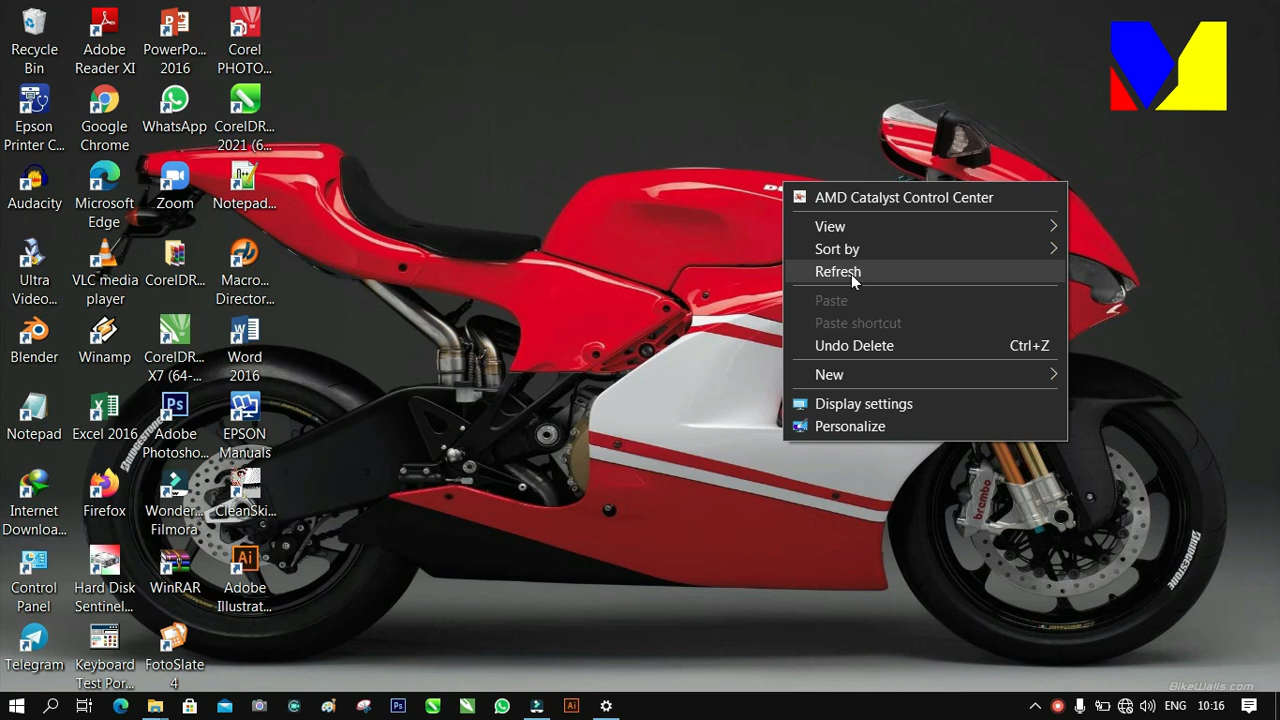 Recycle
Bin
Adobe
Reader XI
PowerPo...
2016
Corel
PHOTO...
Epson
Printer C...
Google
Chrome
WhatsApp
CorelDR...
2021 (6...
Audacity
Microsoft
Edge
Zoom
Notepad...
Ultra
Video...
VLC media
player
CorelDR...
Macro...
Director...
Blender
Winamp
CorelDR...
X7 (64-...
Word
2016
Notepad
Excel 2016
Adobe
Photosho...
EPSON
Manuals
Internet
Downloa...
Firefox
Wonder...
Filmora
CleanSki...
Control
Panel
Hard Disk
Sentinel...
WinRAR
Adobe
Illustrat...
Telegram
Keyboard
Test Por...
FotoSlate
4
AMD Catalyst Control Center
View
Sort by
Refresh
Paste
Paste shortcut
Undo Delete Ctrl+Z
New
Display settings
Personalize
BRIDGESTONE
brembo
BRIDGESTONE
BikeWalls.com
ENG 10:16